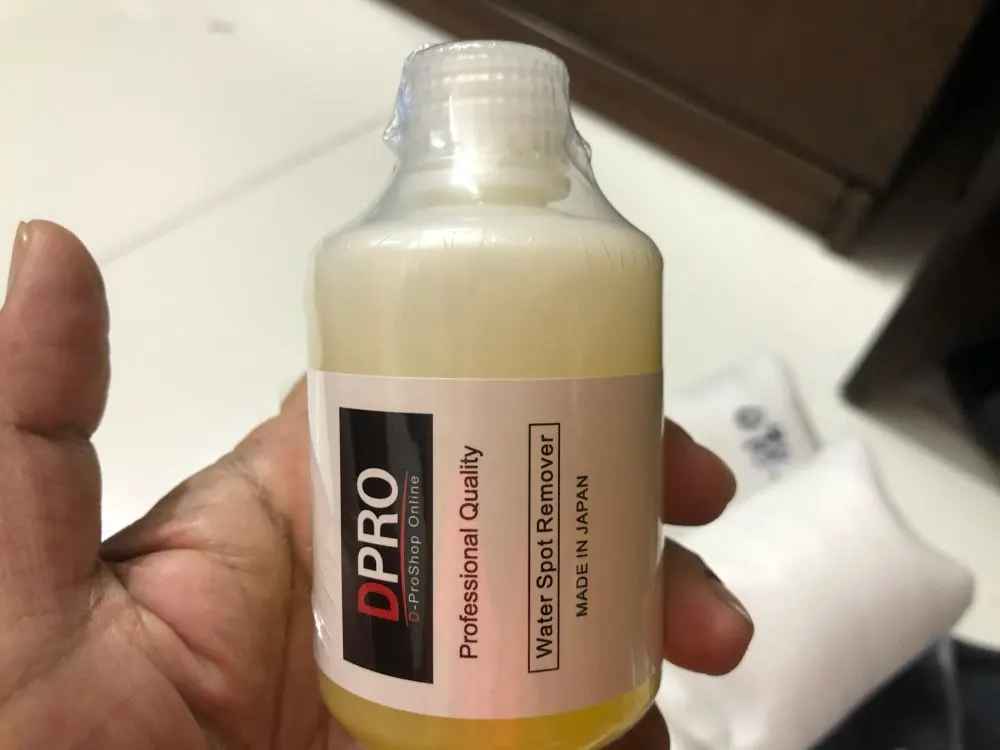 DPRO
D-ProShop Online
Professional Quality
Water Spot Remover
MADE IN JAPAN